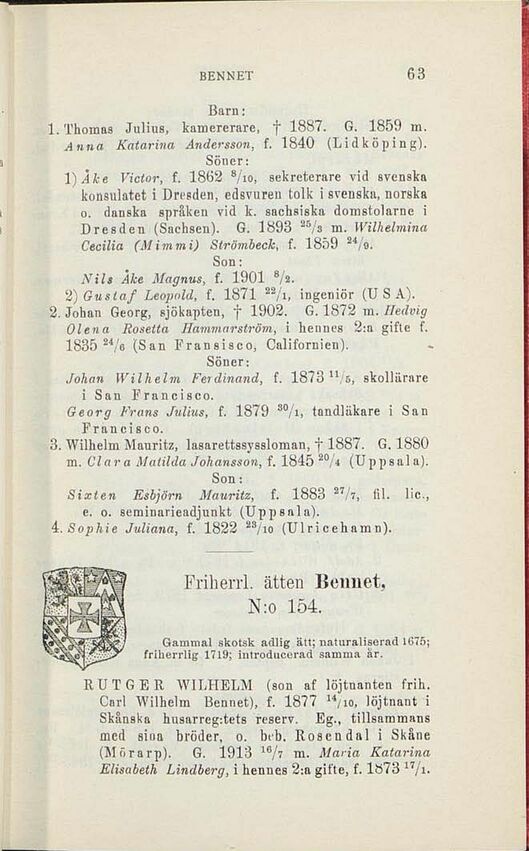 BENNET 63
Barn:
1. Thomas Julius, kamererare, † 1887. G. 1859 m.
Anna Katarina Andersson, f. 1840 (Lidköping).
Söner:
1) Åke Victor, f. 1862 8/10, sekreterare vid svenska
konsulatet i Dresden, edsvuren tolk i svenska, norska
o. danska språken vid k. sachsiska domstolarne i
Dresden (Sachsen). G. 1893 25/3 m. Wilhelmina
Cecilia (Mimmi) Strömbeck, f. 1859 24/9.
Son:
Nils Åke Magnus, f. 1901 8/2.
2) Gustaf Leopold, f. 1871 22/1, ingeniör (USA).
2. Johan Georg, sjökapten, † 1902. G. 1872 m. Hedvig
Olena Rosetta Hammarström, i hennes 2:a gifte f.
1835 24/6 (San Fransisco, Californien).
Söner:
Johan Wilhelm Ferdinand, f. 1873 11/5, skollärare
i San Francisco.
Georg Frans Julius, f. 1879 30/1, tandläkare i San
Francisco.
3. Wilhelm Mauritz, lasarettssyssloman, † 1887. G. 1880
m. Clara Matilda Johansson, f. 1845 20/4 (Uppsala).
Son:
Sixten Esbjörn Mauritz, f. 1883 27/7, fil. lic.,
e. o. seminarieadjunkt (Uppsala).
4. Sophie Juliana, f. 1822 23/10 (Ulricehamn).
Friherrl. ätten Bennet,
N:o 154.
Gammal skotsk adlig ätt; naturaliserad 1675;
friherrlig 1719; introducerad samma år.
RUTGER WILHELM (son af löjtnanten frih.
Carl Wilhelm Bennet), f. 1877 14/10, löjtnant i
Skånska husarreg:tets reserv. Eg., tillsammans
med sina bröder, o. beb. Rosendal i Skåne
(Mörarp). G. 1913 16/7 m. Maria Katarina
Elisabeth Lindberg, i hennes 2:a gifte, f. 1873 17/1.